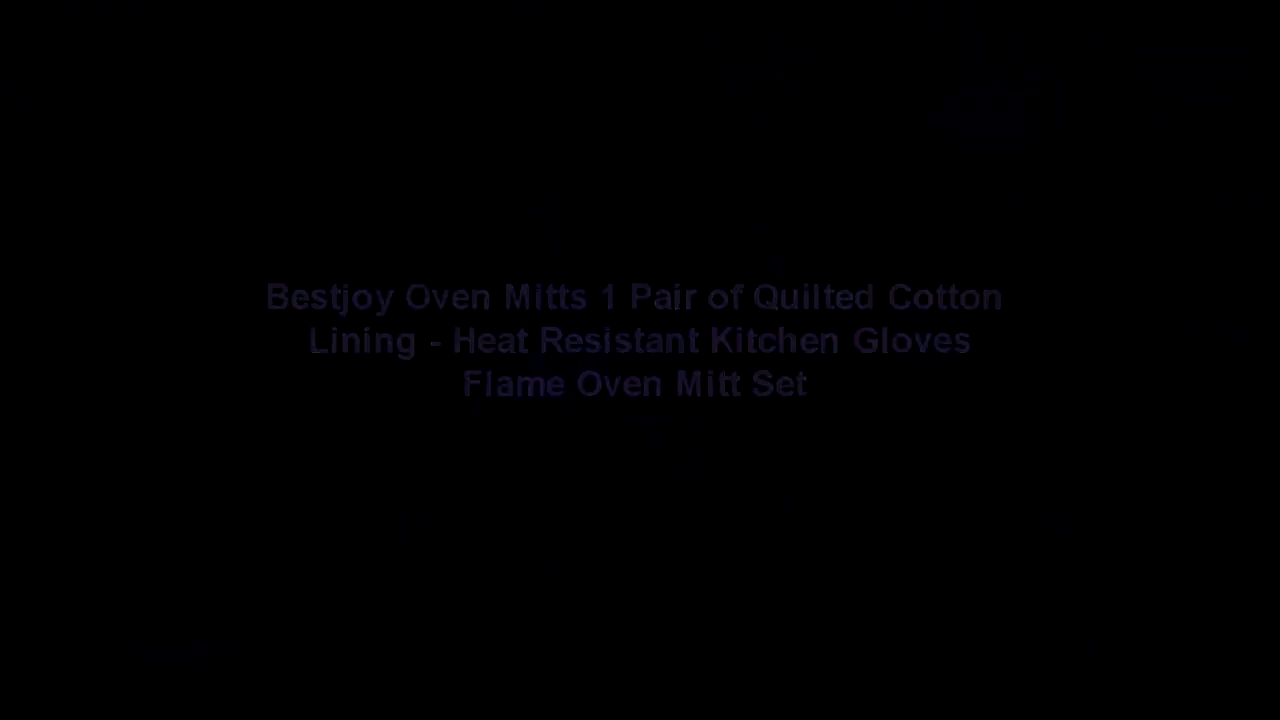 Bestjoy Oven Mitts 1 Pair of Quilted Cotton
Lining - Heat Resistant Kitchen Gloves
Flame Oven Mitt Set